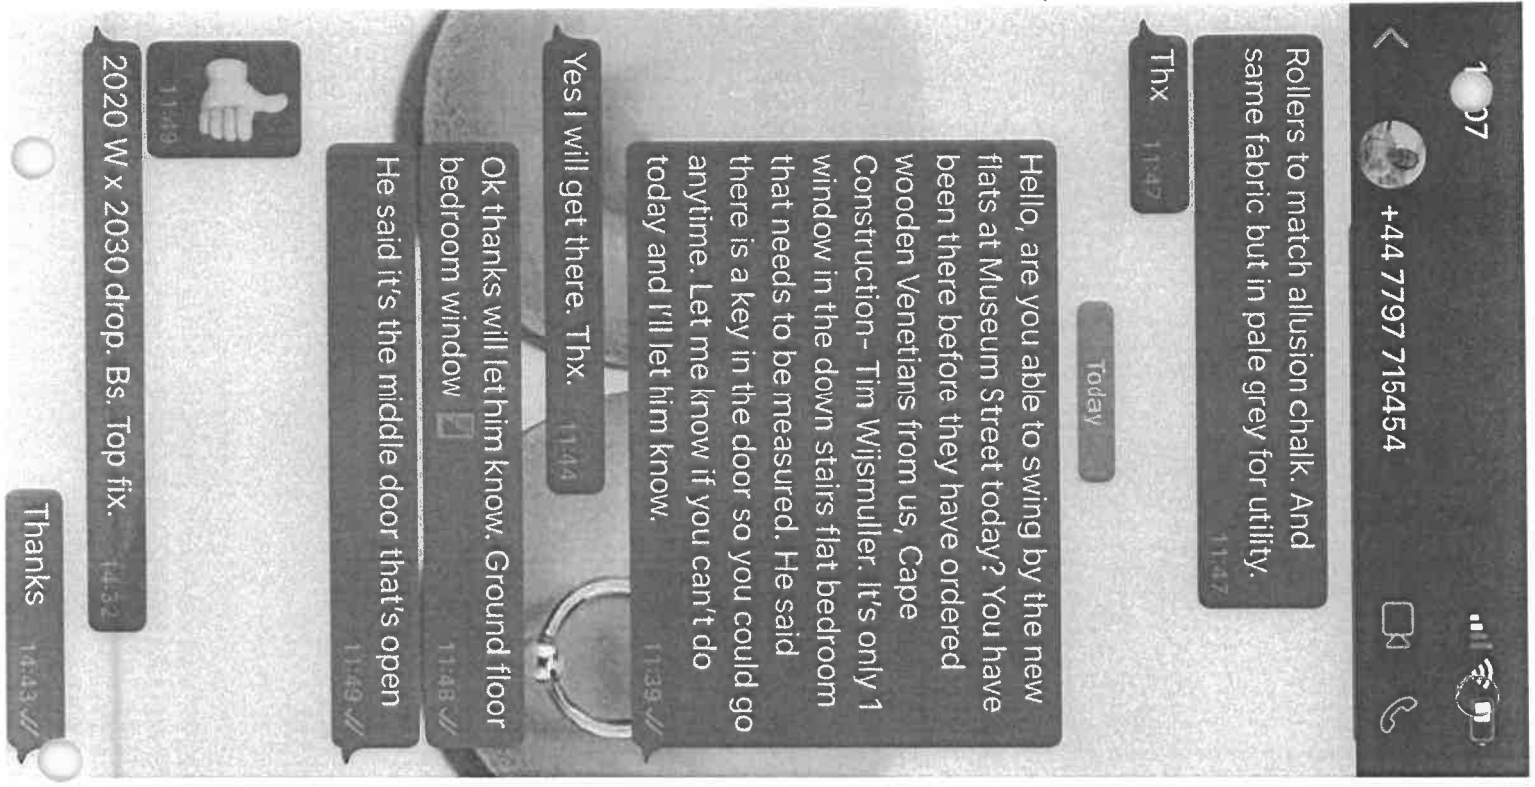 +44 7797 715454
Rollers to match allusion chalk. And
same fabric but in pale grey for utility.
11:47
Thx 11:47
Today
Hello, are you able to swing by the new
flats at Museum Street today? You have
been there before they have ordered
wooden Venetians from us, Cape
Construction- Tim Wijsmuller. It's only 1
window in the down stairs flat bedroom
that needs to be measured. He said
there is a key in the door so you could go
anytime. Let me know if you can't do
today and I'll let him know.
11:39
Yes I will get there. Thx. 11:44
Ok thanks will let him know. Ground floor
bedroom window
11:48
He said it's the middle door that's open
11:49
11:49
2020 W x 2030 drop. Bs. Top fix. 14:32
Thanks 14:43